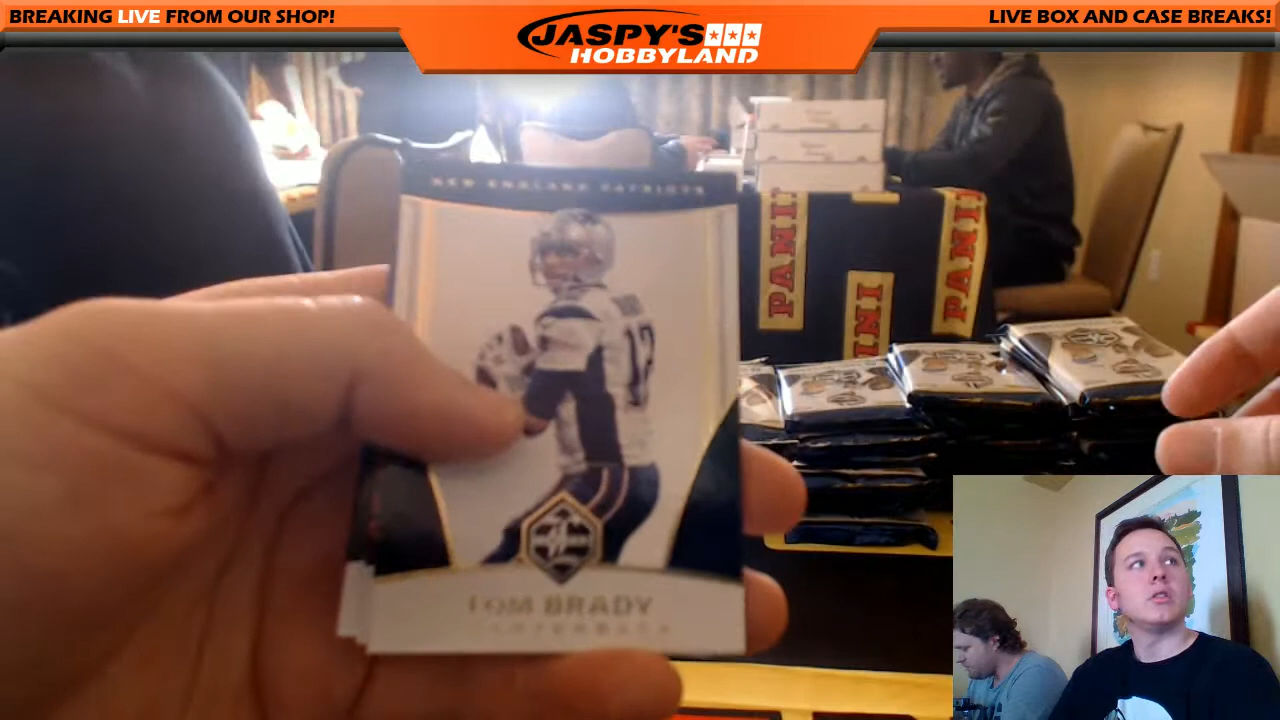 BREAKING LIVE FROM OUR SHOP!
JASPY'S
HOBBYLAND
LIVE BOX AND CASE BREAKS!
NEW ENGLAND PATRIOTS
12
TOM BRADY
PANINI
PANINI